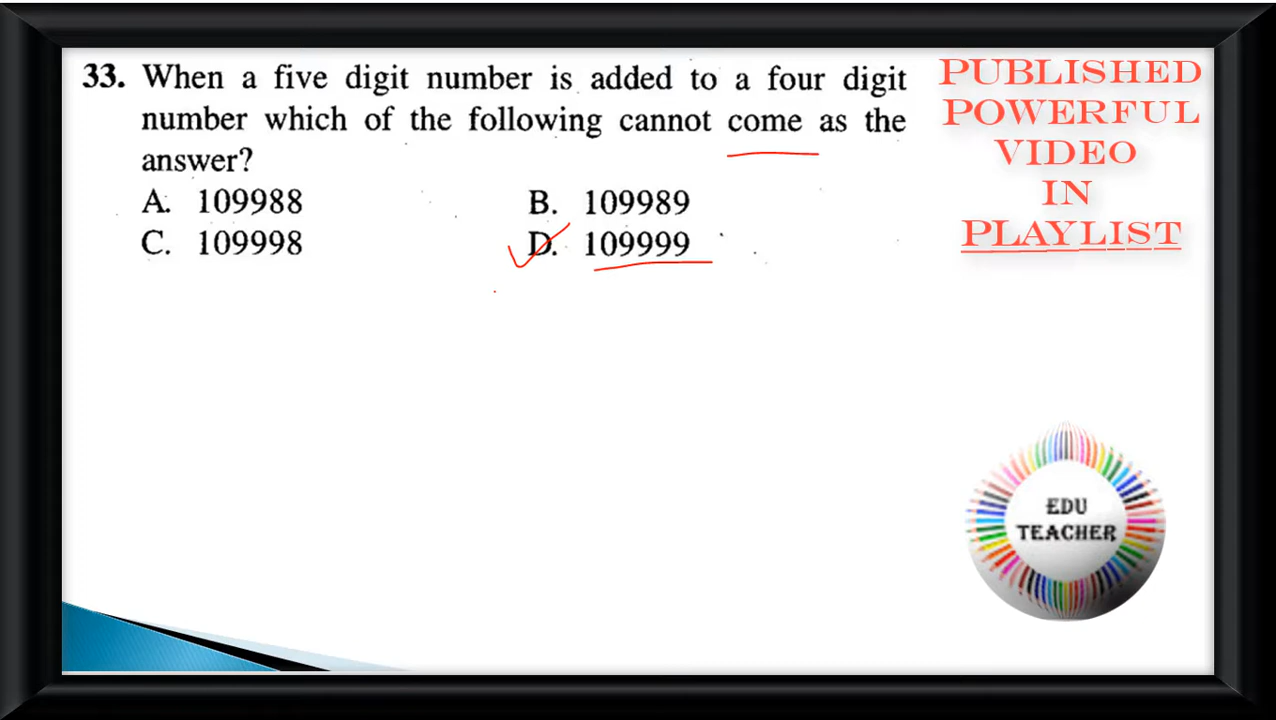 33. When a five digit number is added to a four digit
number which of the following cannot come as the
answer?
A. 109988 B. 109989
C. 109998 D. 109999
PUBLISHED
POWERFUL
VIDEO
IN
PLAYLIST
EDU
TEACHER